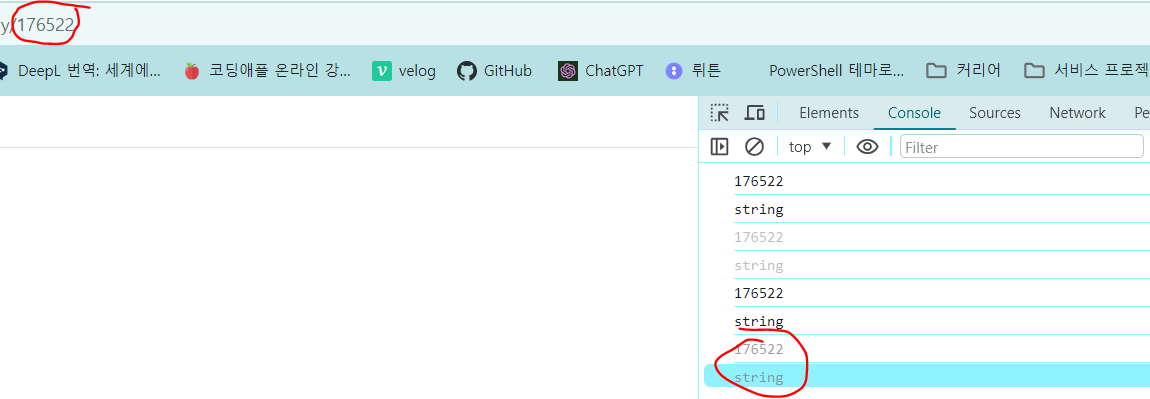 y/176522
DeepL 번역: 세계에... 코딩애플 온라인 강... velog GitHub ChatGPT 뤼튼 PowerShell 테마로... 커리어 서비스 프로젝
Elements Console Sources Network Pe
top Filter
176522
string
176522
string
176522
string
176522
string